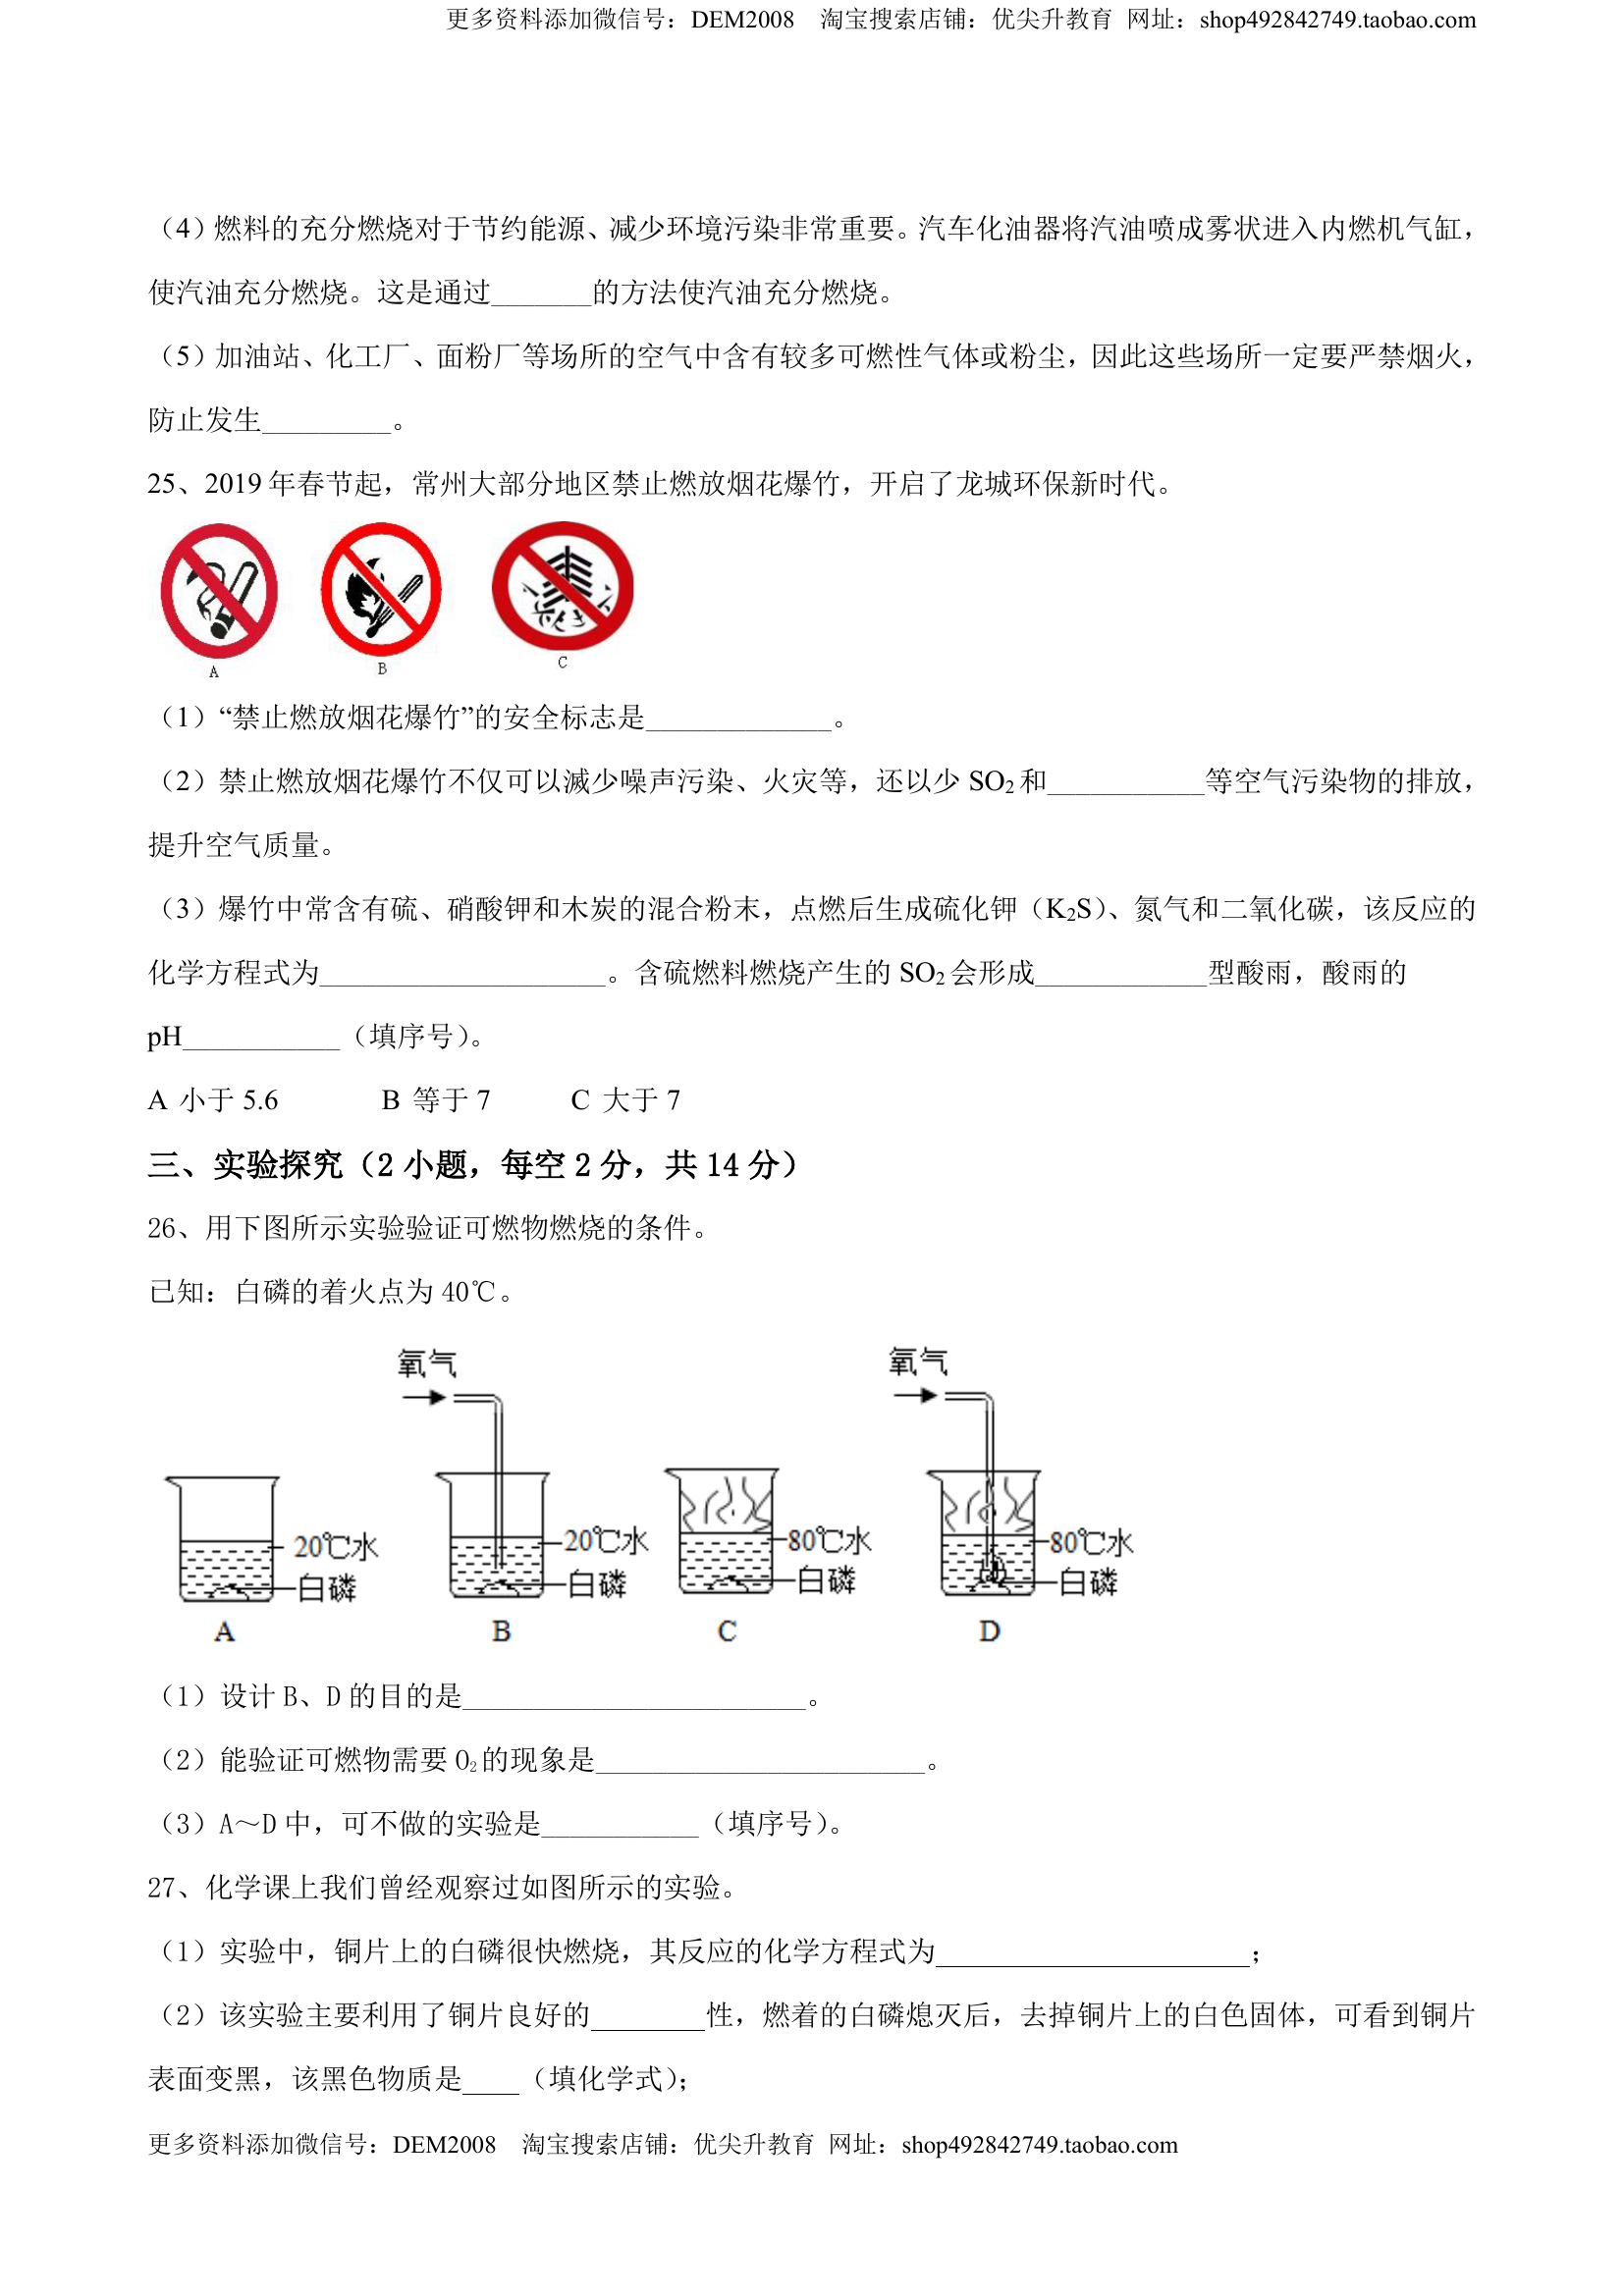 更多资料添加微信号：DEM2008    淘宝搜索店铺：优尖升教育  网址：shop492842749.taobao.com
（4）燃料的充分燃烧对于节约能源、减少环境污染非常重要。汽车化油器将汽油喷成雾状进入内燃机气缸，
使汽油充分燃烧。这是通过_______的方法使汽油充分燃烧。
（5）加油站、化工厂、面粉厂等场所的空气中含有较多可燃性气体或粉尘，因此这些场所一定要严禁烟火，
防止发生_________。
25、2019 年春节起，常州大部分地区禁止燃放烟花爆竹，开启了龙城环保新时代。
A B C
（1）“禁止燃放烟花爆竹”的安全标志是_____________。
（2）禁止燃放烟花爆竹不仅可以减少噪声污染、火灾等，还以少 SO₂ 和___________等空气污染物的排放，
提升空气质量。
（3）爆竹中常含有硫、硝酸钾和木炭的混合粉末，点燃后生成硫化钾（K₂S）、氮气和二氧化碳，该反应的
化学方程式为____________________。含硫燃料燃烧产生的 SO₂ 会形成____________型酸雨，酸雨的
pH___________（填序号）。
A 小于 5.6    B 等于 7    C 大于 7
三、实验探究（2 小题，每空 2 分，共 14 分）
26、用下图所示实验验证可燃物燃烧的条件。
已知：白磷的着火点为 40℃。
氧气 氧气
20℃水 20℃水 80℃水 80℃水
白磷 白磷 白磷 白磷
A B C D
（1）设计 B、D 的目的是________________________。
（2）能验证可燃物需要 O₂ 的现象是_______________________。
（3）A～D 中，可不做的实验是___________（填序号）。
27、化学课上我们曾经观察过如图所示的实验。
（1）实验中，铜片上的白磷很快燃烧，其反应的化学方程式为______________________；
（2）该实验主要利用了铜片良好的________性，燃着的白磷熄灭后，去掉铜片上的白色固体，可看到铜片
表面变黑，该黑色物质是____（填化学式）；
更多资料添加微信号：DEM2008    淘宝搜索店铺：优尖升教育  网址：shop492842749.taobao.com